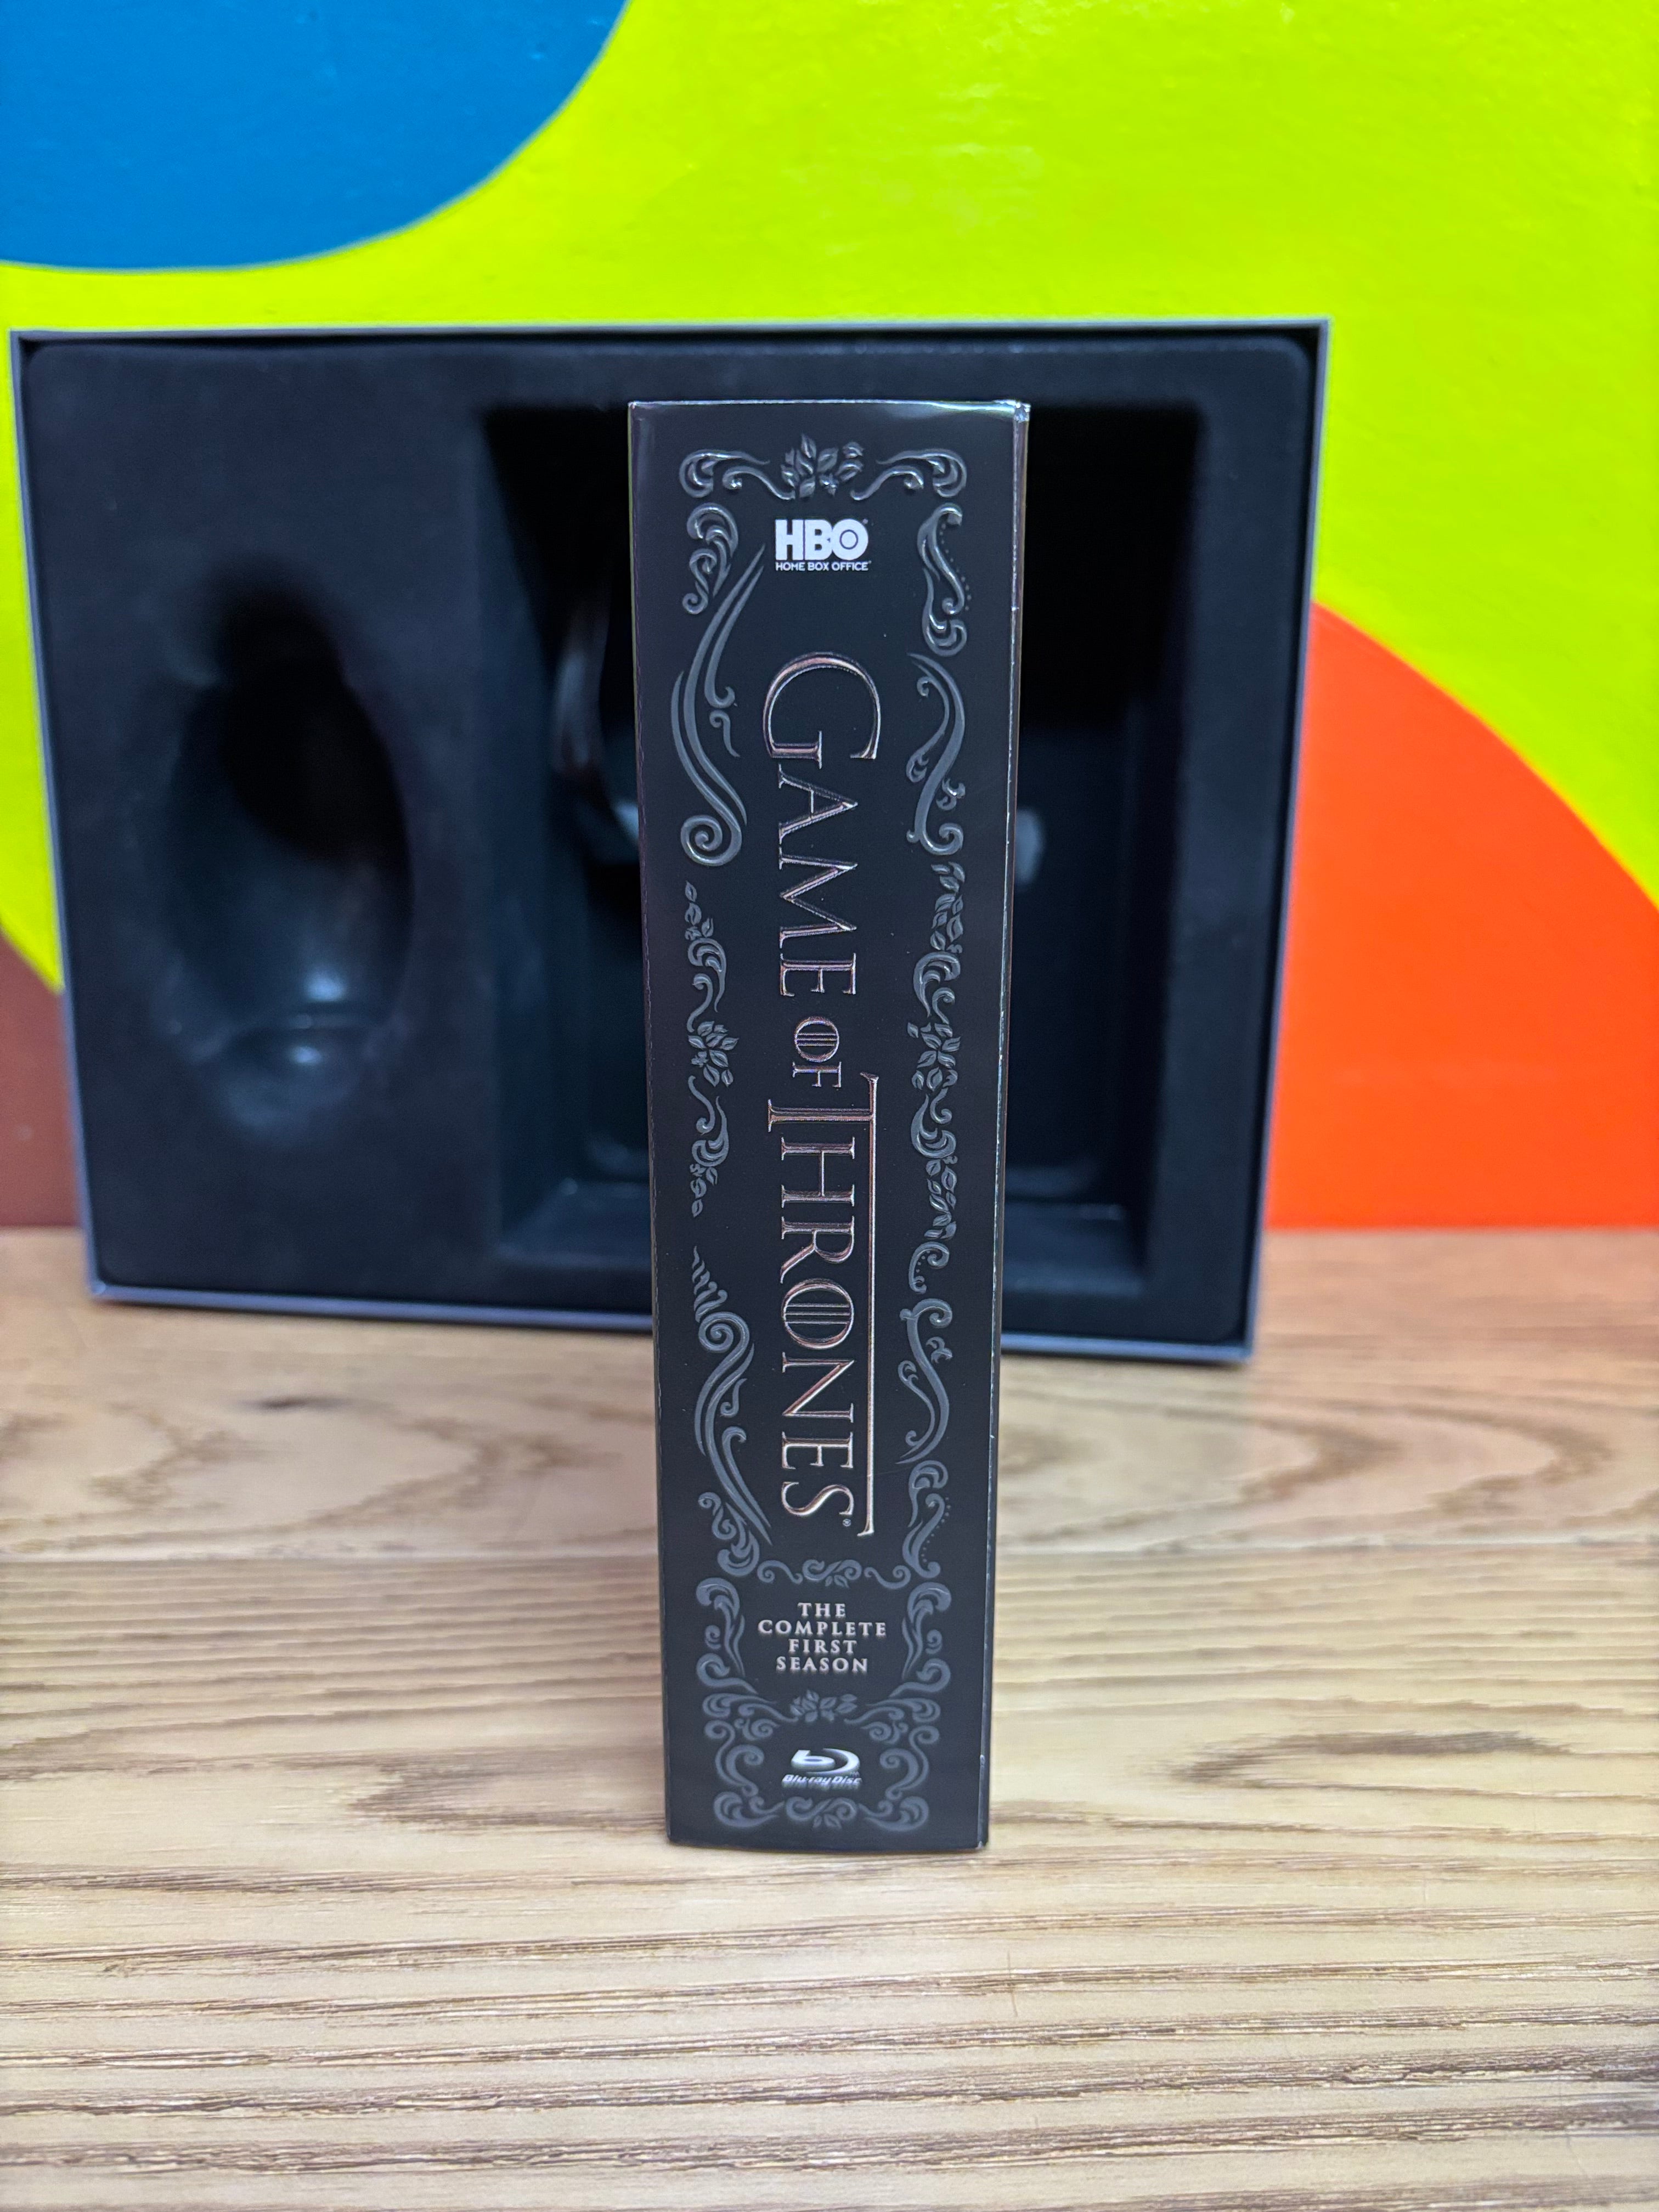 HBO
HOME BOX OFFICE
GAME OF THRONES
THE
COMPLETE
FIRST
SEASON
Blu-ray Disc